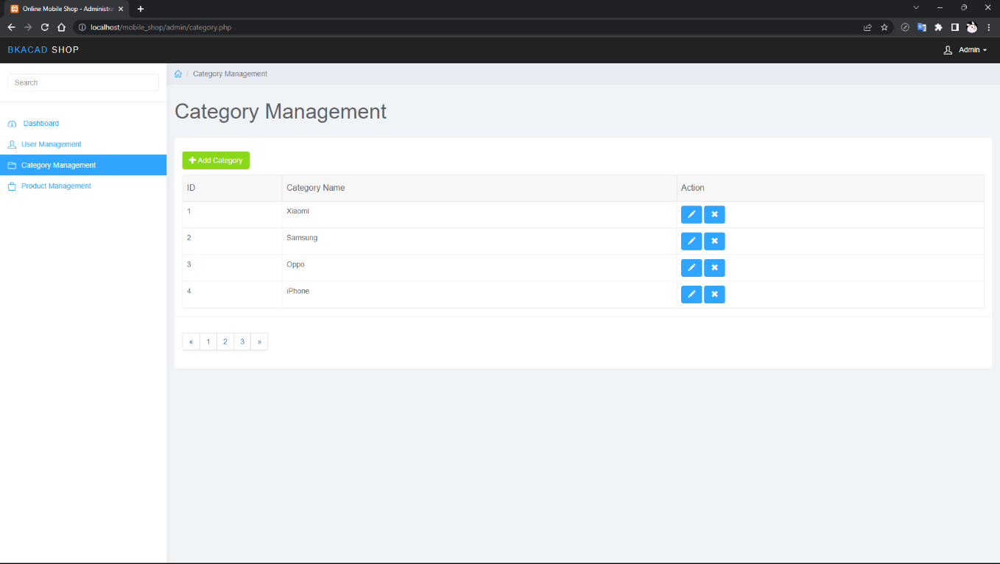 Online Mobile Shop - Administra
localhost/mobile_shop/admin/category.php
BKACAD SHOP
Admin
Search
Dashboard
User Management
Category Management
Product Management
/ Category Management
Category Management
Add Category
ID Category Name Action
1 Xiaomi
2 Samsung
3 Oppo
4 iPhone
« 1 2 3 »